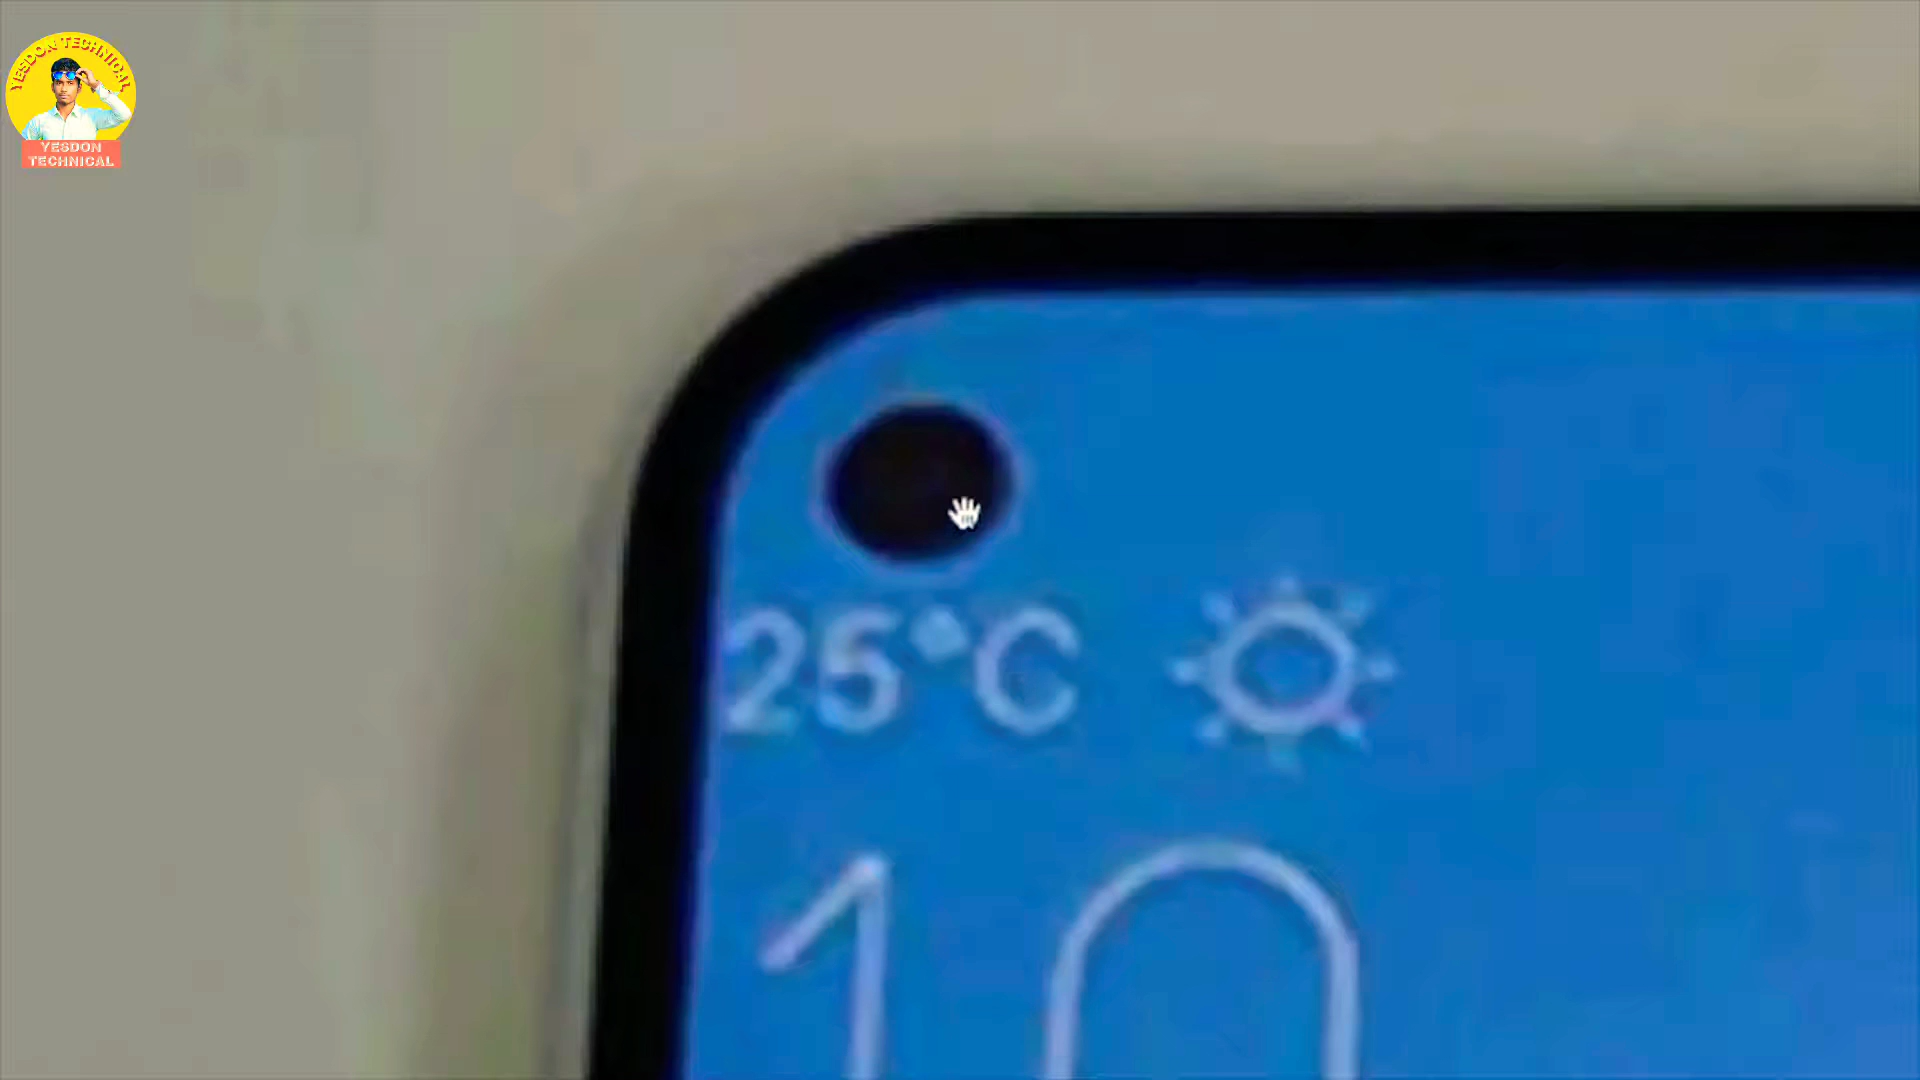 YESDON TECHNICAL
YESDON
TECHNICAL
25°C
10